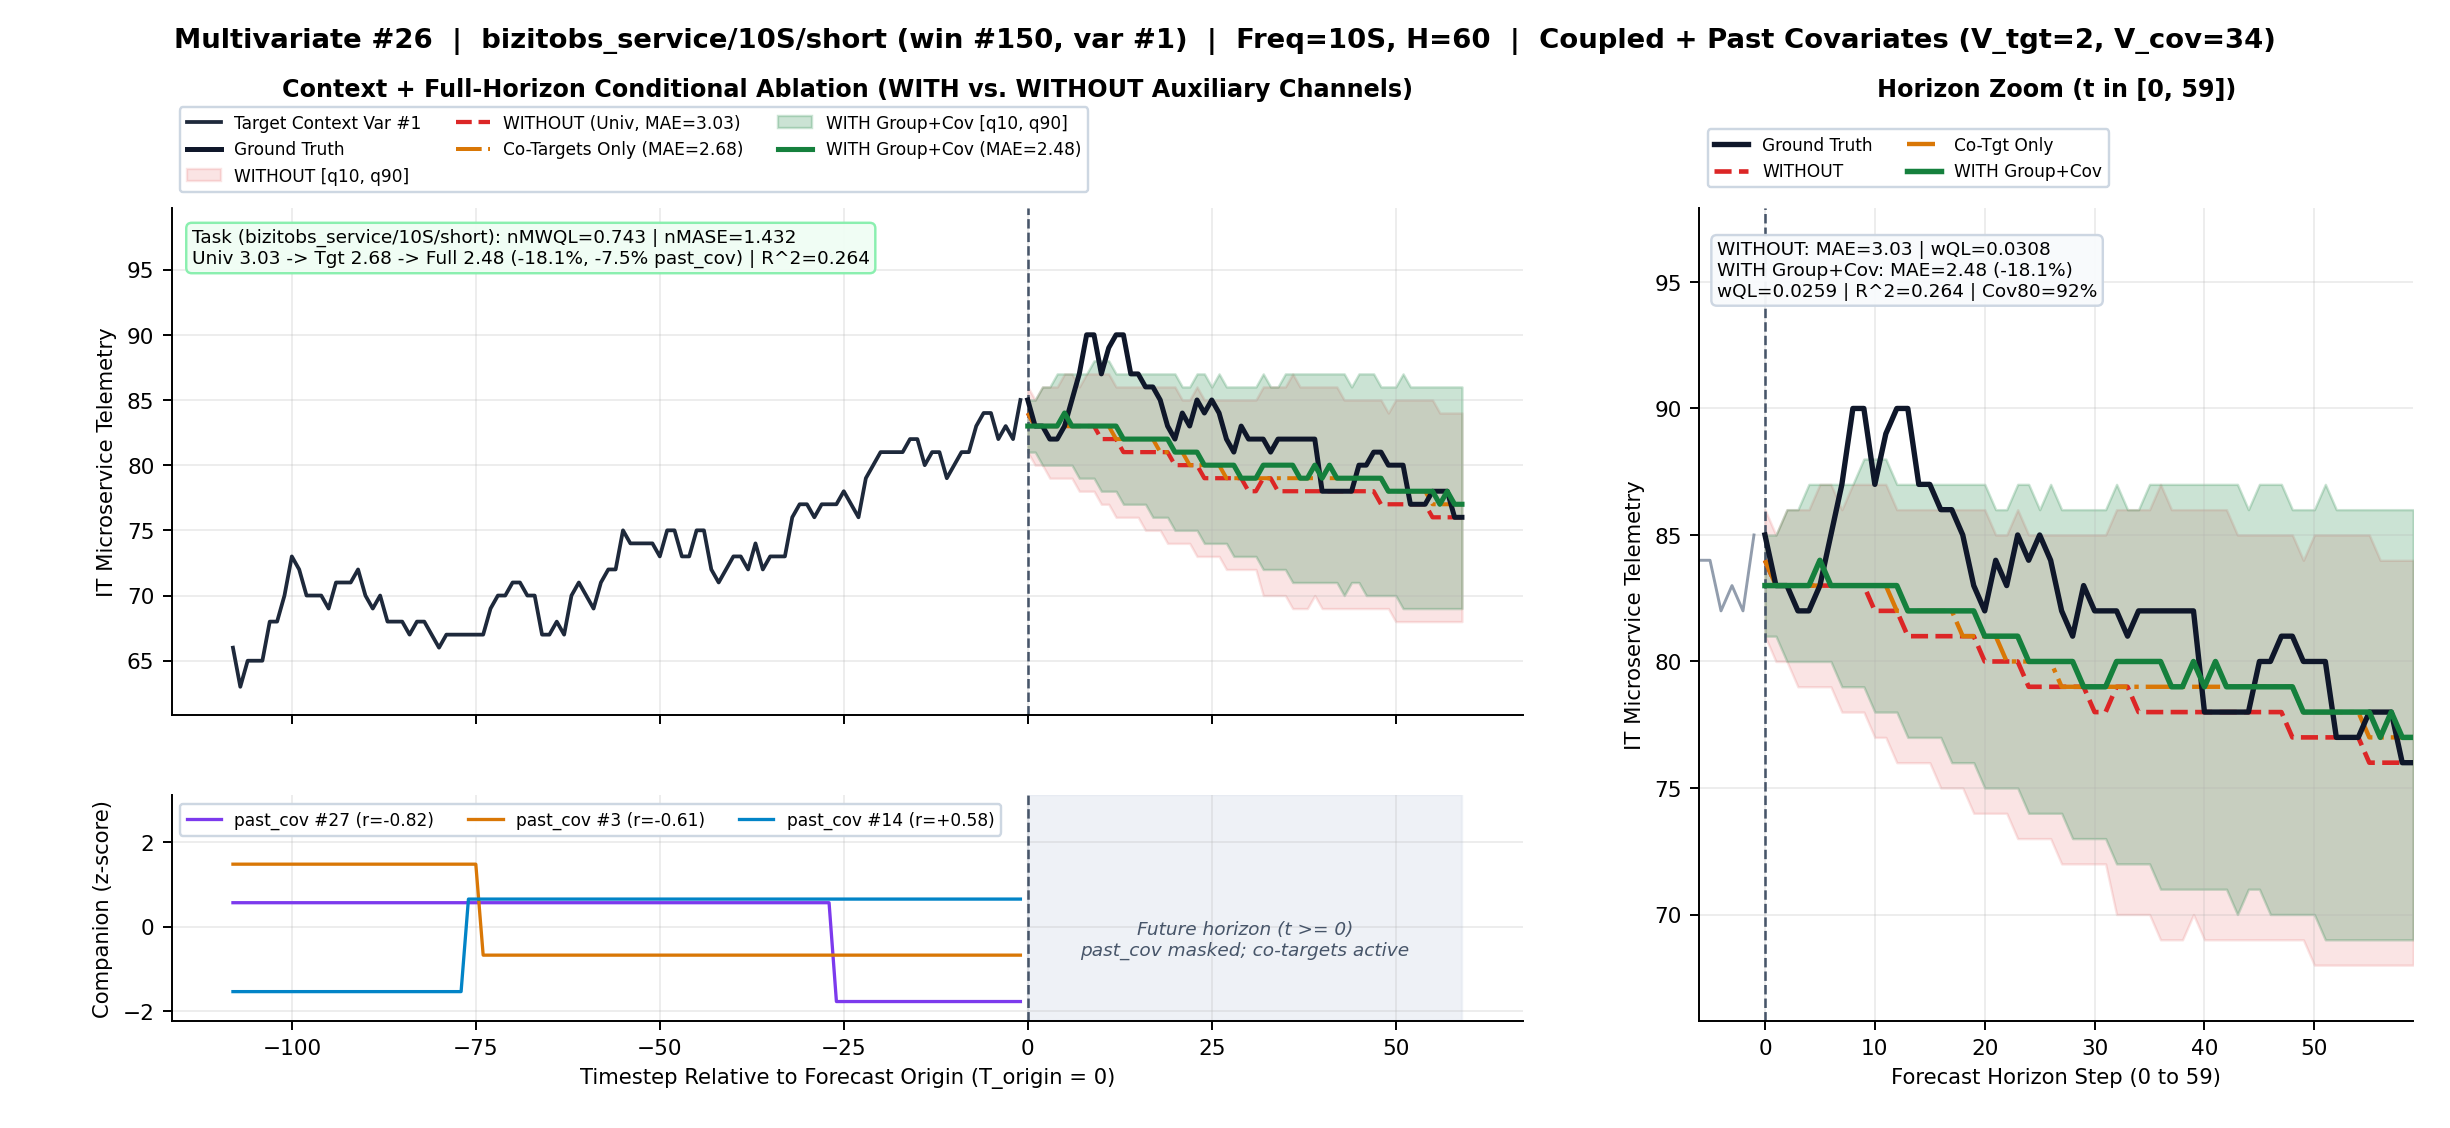 Multivariate #26 | bizitobs_service/10S/short (win #150, var #1) | Freq=10S, H=60 | Coupled + Past Covariates (V_tgt=2, V_cov=34)
Context + Full-Horizon Conditional Ablation (WITH vs. WITHOUT Auxiliary Channels)
Target Context Var #1
Ground Truth
WITHOUT [q10, q90]
WITHOUT (Univ, MAE=3.03)
Co-Targets Only (MAE=2.68)
WITH Group+Cov [q10, q90]
WITH Group+Cov (MAE=2.48)
Task (bizitobs_service/10S/short): nMWQL=0.743 | nMASE=1.432
Univ 3.03 -> Tgt 2.68 -> Full 2.48 (-18.1%, -7.5% past_cov) | R^2=0.264
IT Microservice Telemetry
95
90
85
80
75
70
65
Companion (z-score)
past_cov #27 (r=-0.82)
past_cov #3 (r=-0.61)
past_cov #14 (r=+0.58)
2
0
−2
Future horizon (t >= 0)
past_cov masked; co-targets active
−100
−75
−50
−25
0
25
50
Timestep Relative to Forecast Origin (T_origin = 0)
Horizon Zoom (t in [0, 59])
Ground Truth
WITHOUT
Co-Tgt Only
WITH Group+Cov
WITHOUT: MAE=3.03 | wQL=0.0308
WITH Group+Cov: MAE=2.48 (-18.1%)
wQL=0.0259 | R^2=0.264 | Cov80=92%
IT Microservice Telemetry
95
90
85
80
75
70
0
10
20
30
40
50
Forecast Horizon Step (0 to 59)